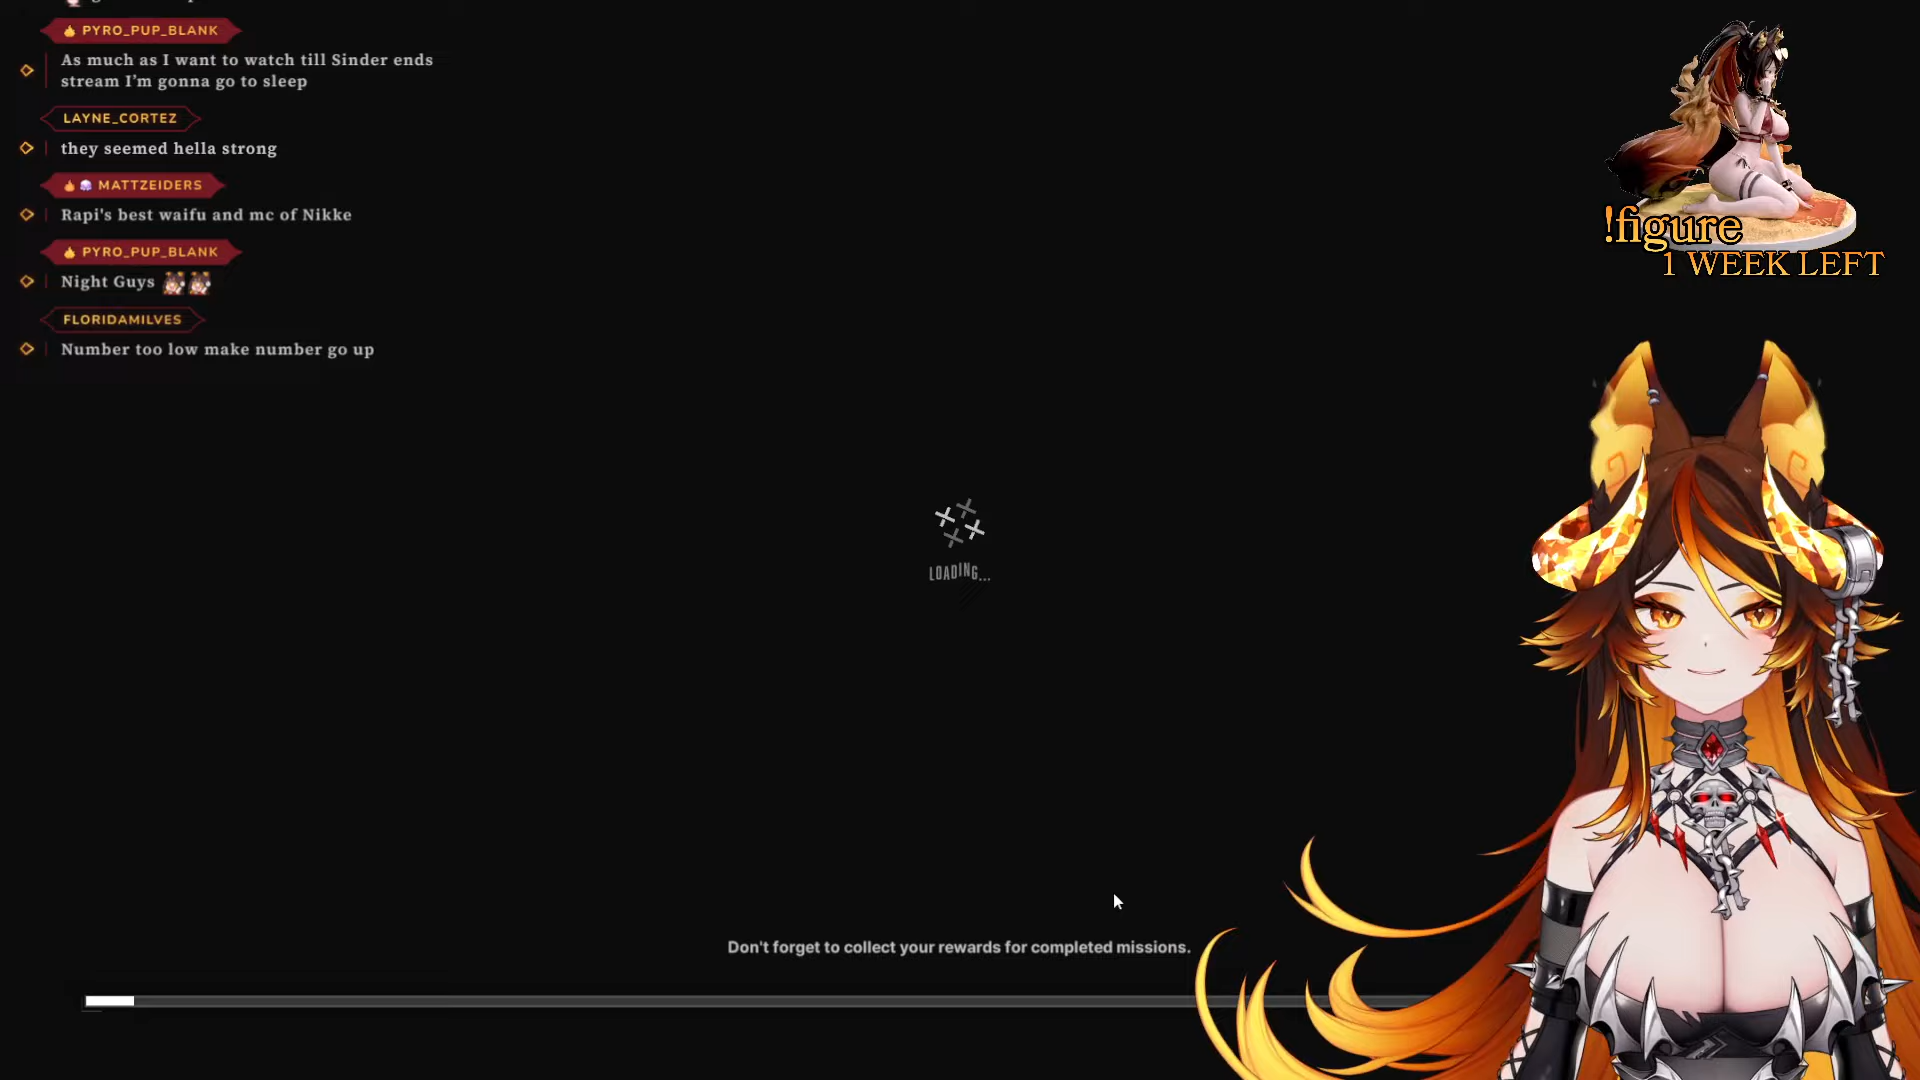 PYRO_PUP_BLANK
As much as I want to watch till Sinder ends
stream I’m gonna go to sleep
LAYNE_CORTEZ
they seemed hella strong
MATTZEIDERS
Rapi's best waifu and mc of Nikke
PYRO_PUP_BLANK
Night Guys
FLORIDAMILVES
Number too low make number go up
!figure
1 WEEK LEFT
LOADING...
Don't forget to collect your rewards for completed missions.